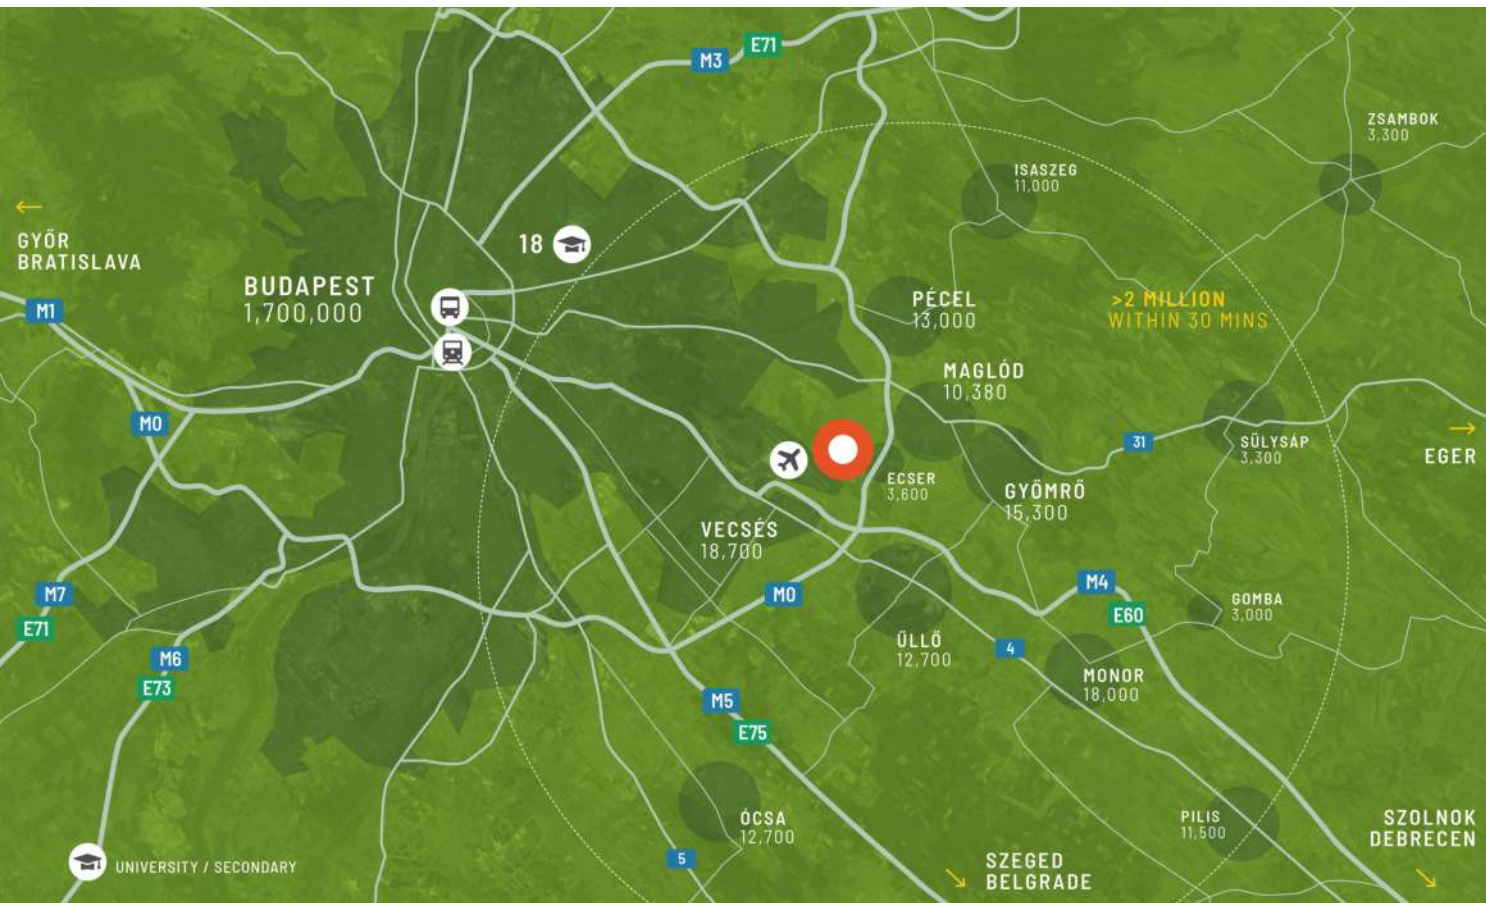 M3
E71
ZSAMBOK
3,300
ISASZEG
11,000
GYŐR
BRATISLAVA
18
BUDAPEST
1,700,000
M1
PÉCEL
13,000
>2 MILLION
WITHIN 30 MINS
MAGLÓD
10,380
M0
31
SÜLYSÁP
3,300
EGER
ECSER
3,600
GYŐMRŐ
15,300
VECSÉS
18,700
M7
E71
M0
M4
E60
GOMBA
3,000
ŰLLŐ
12,700
4
M6
E73
MONOR
18,000
M5
E75
ÓCSA
12,700
PILIS
11,500
SZOLNOK
DEBRECEN
5
UNIVERSITY / SECONDARY
SZEGED
BELGRADE